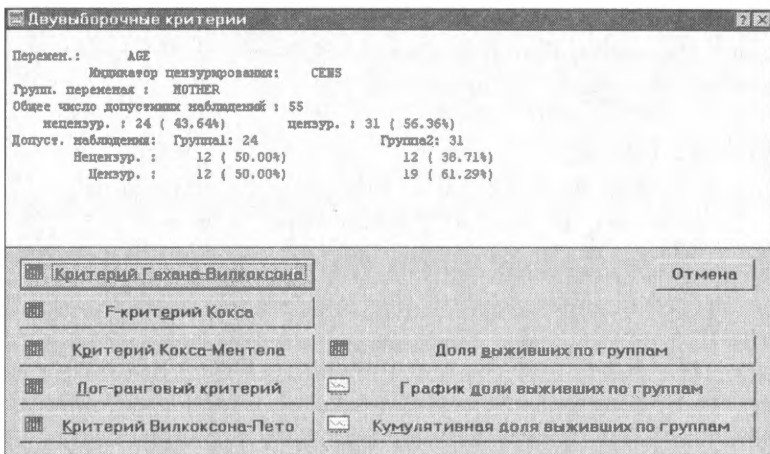 Двувыборочные критерии
Перемен.: AGE
Индикатор цензурирования: CENS
Групп. переменная : MOTHER
Общее число допустимых наблюдений : 55
нецензур. : 24 ( 43.64%) цензур. : 31 ( 56.36%)
Допуст. наблюдения: Группа1: 24 Группа2: 31
Нецензур. : 12 ( 50.00%) 12 ( 38.71%)
Цензур. : 12 ( 50.00%) 19 ( 61.29%)
Критерий Гехана-Вилкоксона Отмена
F-критерий Кокса
Критерий Кокса-Ментела Доля выживших по группам
Лог-ранговый критерий График доли выживших по группам
Критерий Вилкоксона-Пето Кумулятивная доля выживших по группам